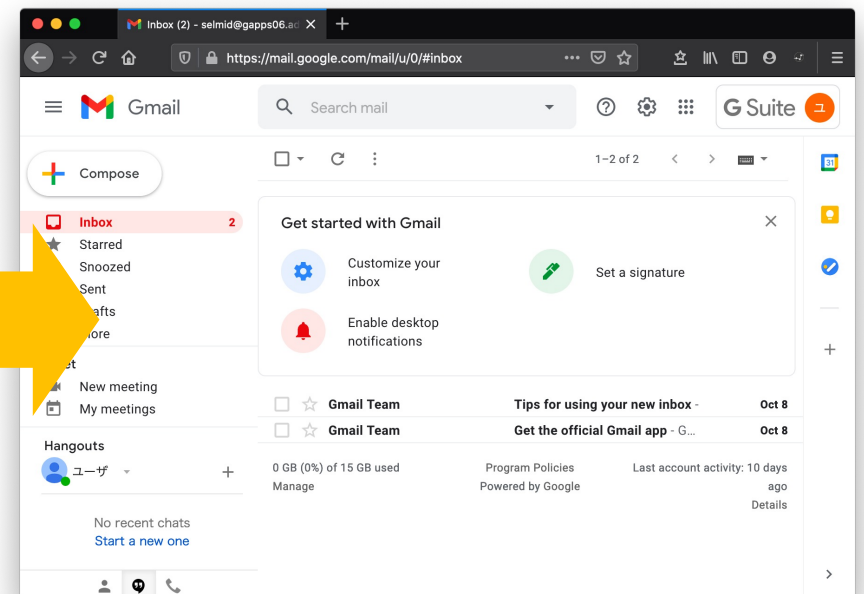 Inbox (2) - selmid@gapps06.ad
https://mail.google.com/mail/u/0/#inbox
Gmail
Search mail
G Suite
ユ
Compose
1–2 of 2
31
Inbox 2
Starred
Snoozed
Sent
Get started with Gmail
Customize your
inbox
Set a signature
Enable desktop
notifications
New meeting
My meetings
Gmail Team Tips for using your new inbox - Oct 8
Gmail Team Get the official Gmail app - G... Oct 8
Hangouts
ユーザ
0 GB (0%) of 15 GB used
Manage
Program Policies
Powered by Google
Last account activity: 10 days
ago
Details
No recent chats
Start a new one